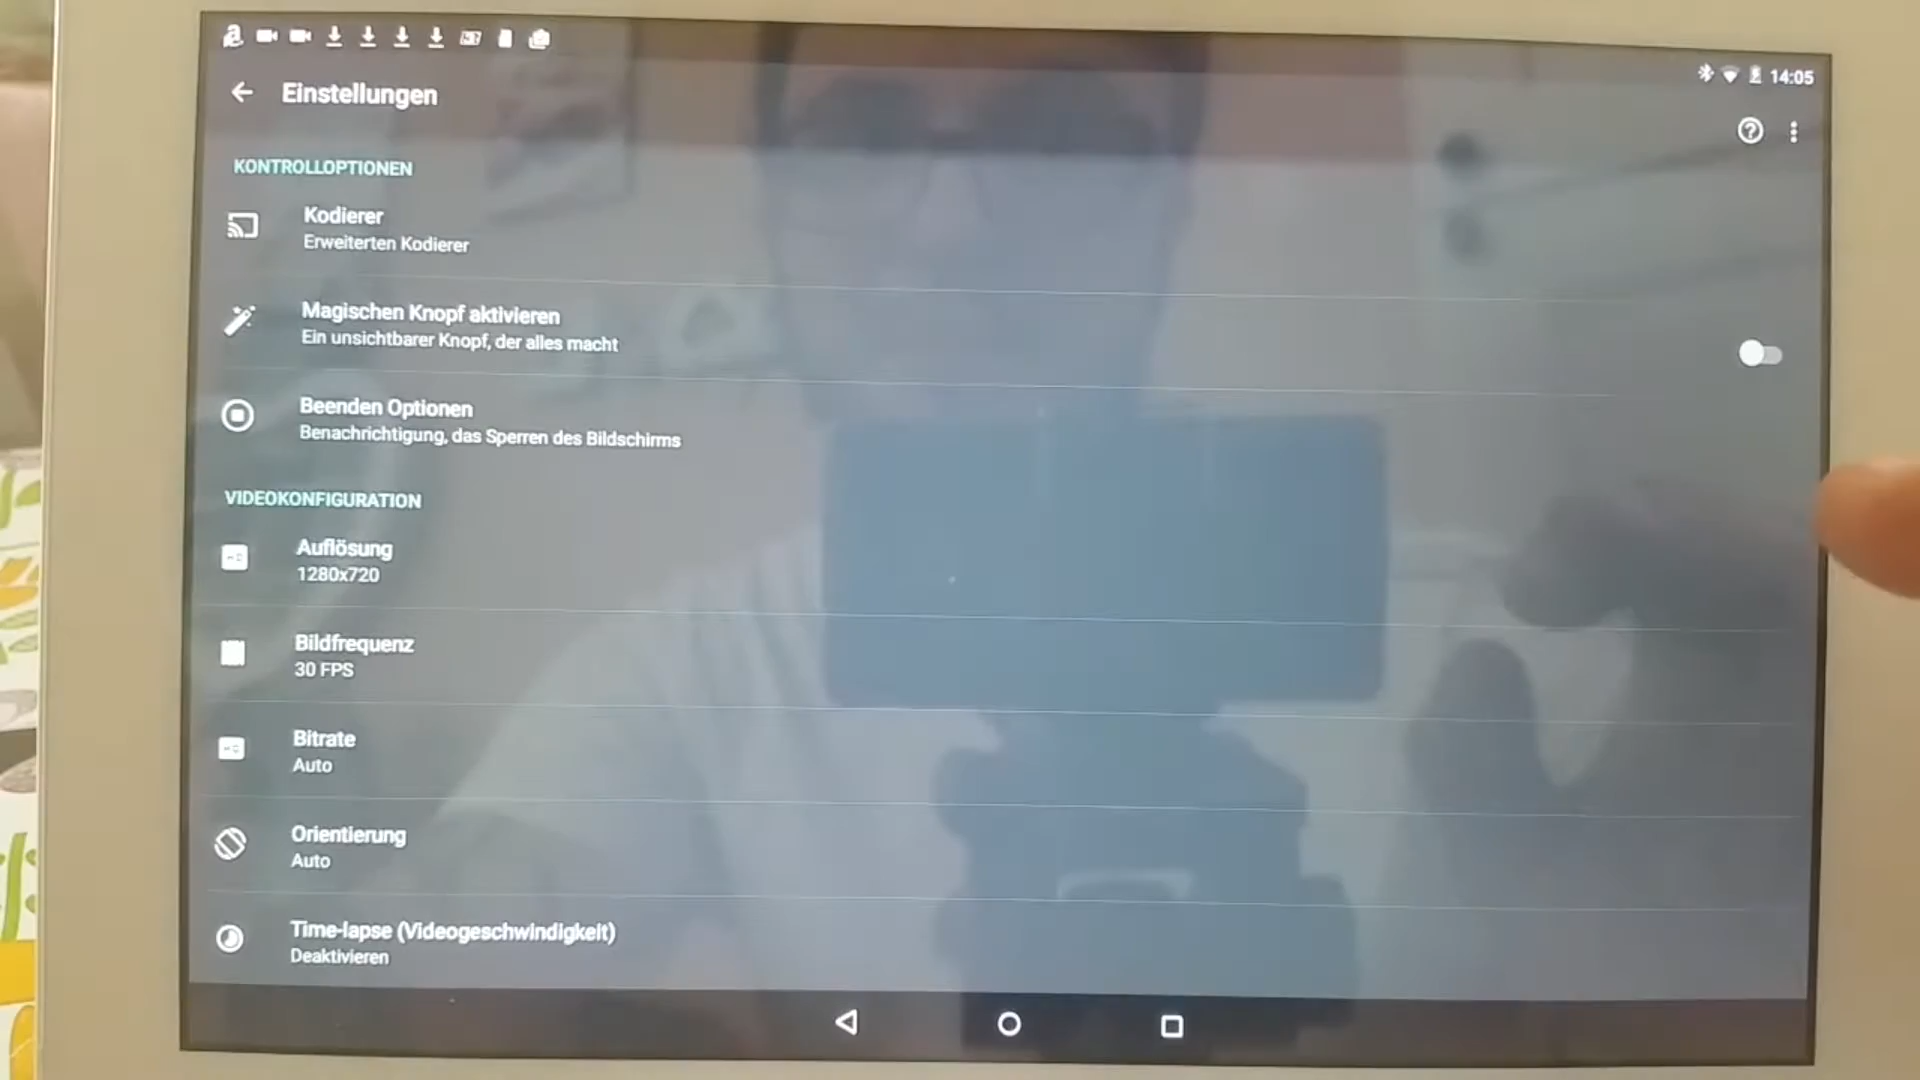 14:05
Einstellungen
KONTROLLOPTIONEN
Kodierer
Erweiterten Kodierer
Magischen Knopf aktivieren
Ein unsichtbarer Knopf, der alles macht
Beenden Optionen
Benachrichtigung, das Sperren des Bildschirms
VIDEOKONFIGURATION
Auflösung
1280x720
Bildfrequenz
30 FPS
Bitrate
Auto
Orientierung
Auto
Time-lapse (Videogeschwindigkeit)
Deaktivieren